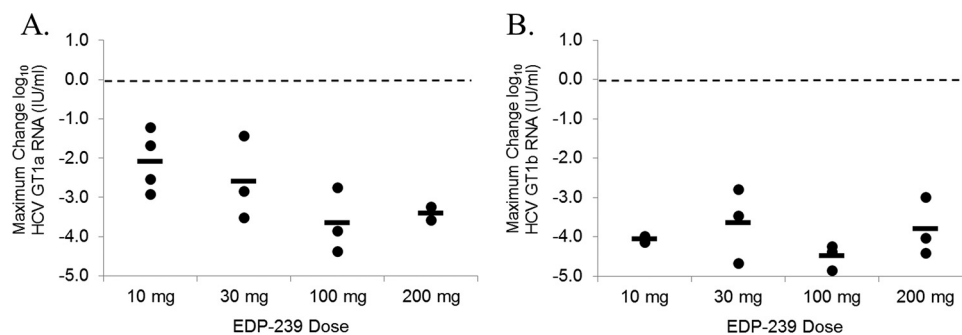 A.
Maximum Change log10
HCV GT1a RNA (IU/ml)
1.0
0.0
-1.0
-2.0
-3.0
-4.0
-5.0
10 mg 30 mg 100 mg 200 mg
EDP-239 Dose
B.
Maximum Change log10
HCV GT1b RNA (IU/ml)
1.0
0.0
-1.0
-2.0
-3.0
-4.0
-5.0
10 mg 30 mg 100 mg 200 mg
EDP-239 Dose